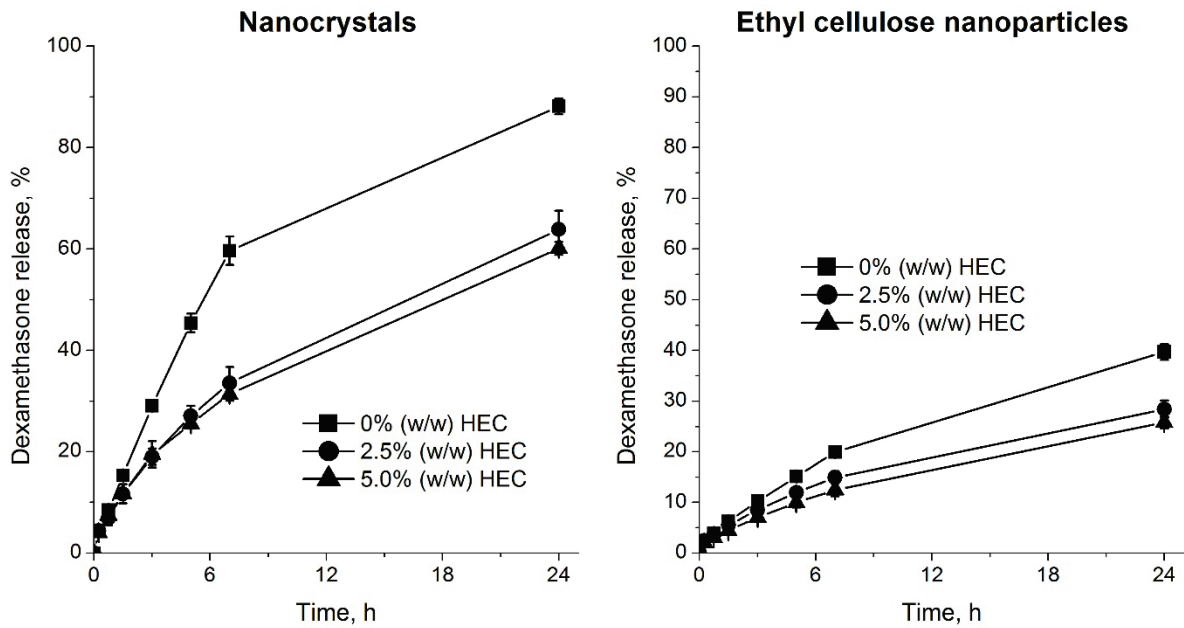 Nanocrystals
100
80
60
40
20
0
Dexamethasone release, %
0% (w/w) HEC
2.5% (w/w) HEC
5.0% (w/w) HEC
0 6 12 18 24
Time, h
Ethyl cellulose nanoparticles
100
90
80
70
60
50
40
30
20
10
0
Dexamethasone release, %
0% (w/w) HEC
2.5% (w/w) HEC
5.0% (w/w) HEC
0 6 12 18 24
Time, h